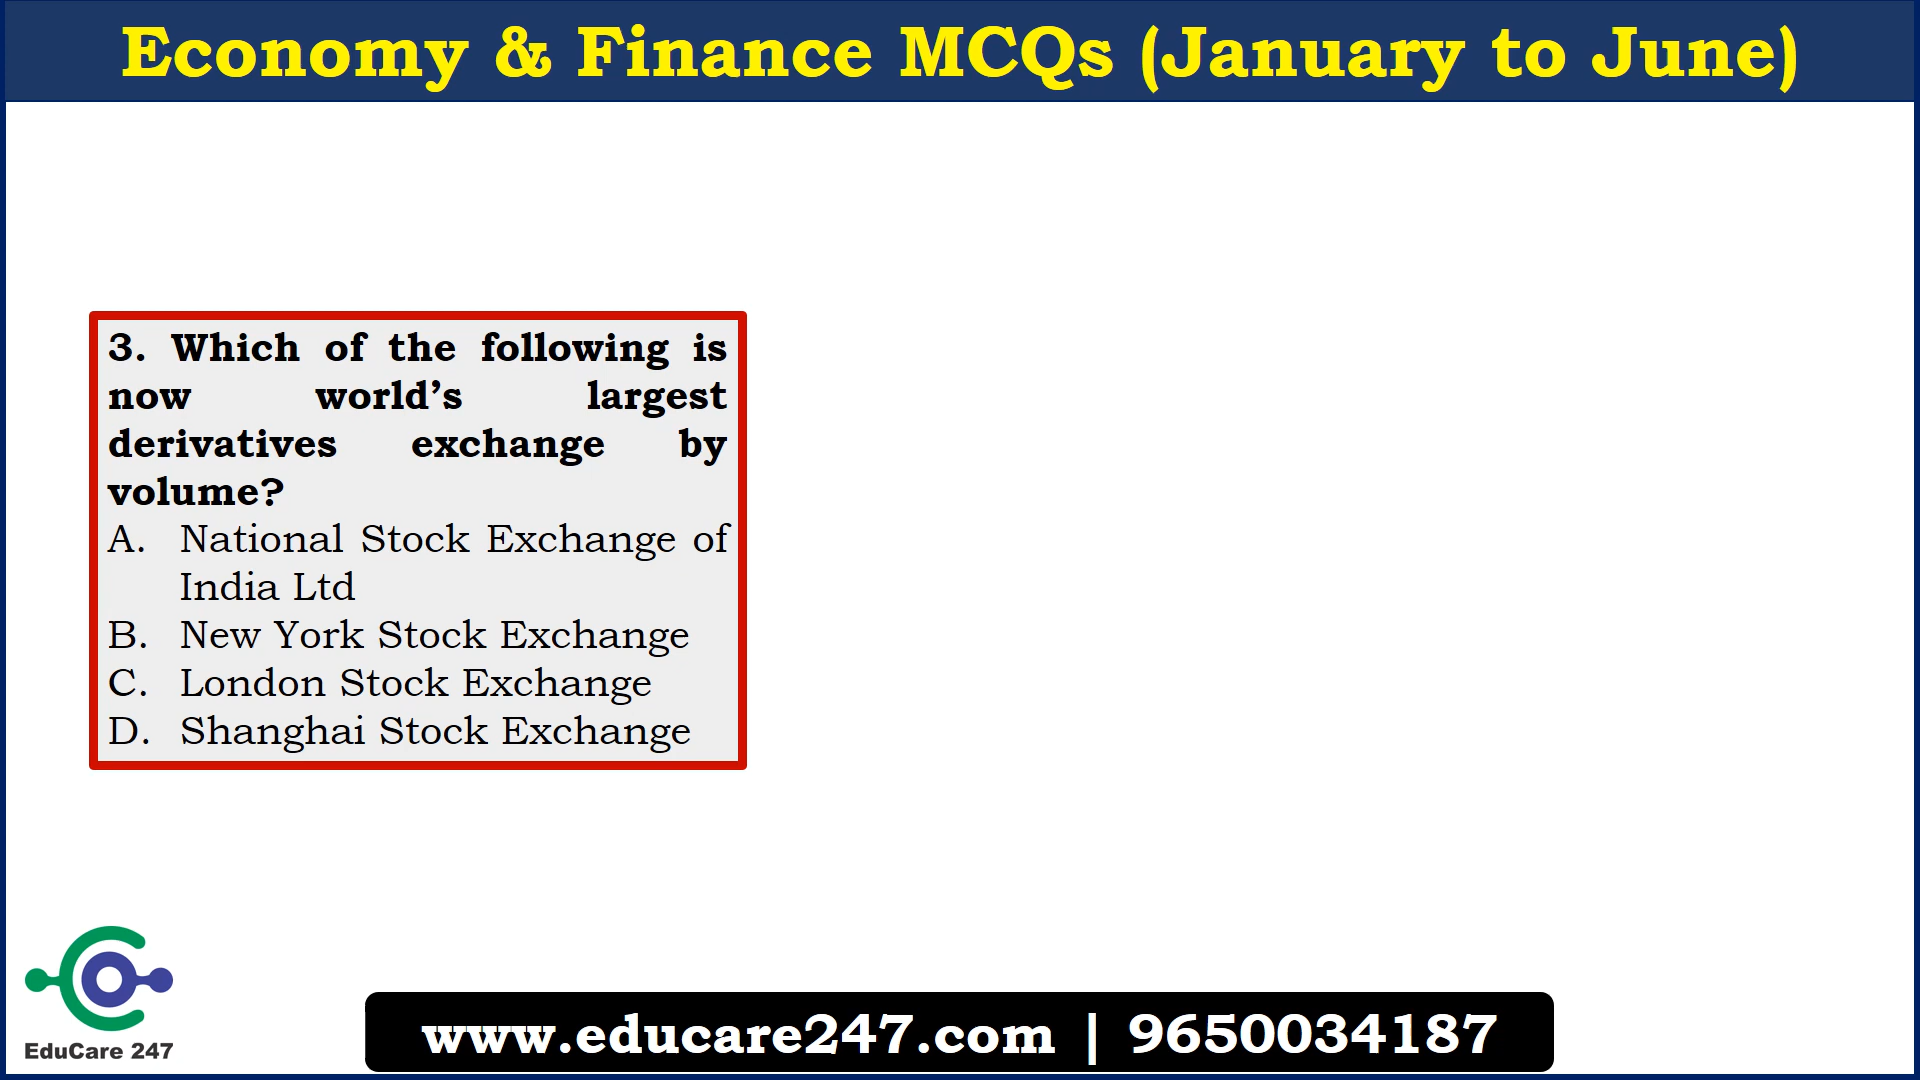 Economy & Finance MCQs (January to June)
3. Which of the following is
now world’s largest
derivatives exchange by
volume?
A. National Stock Exchange of
India Ltd
B. New York Stock Exchange
C. London Stock Exchange
D. Shanghai Stock Exchange
EduCare 247
www.educare247.com | 9650034187